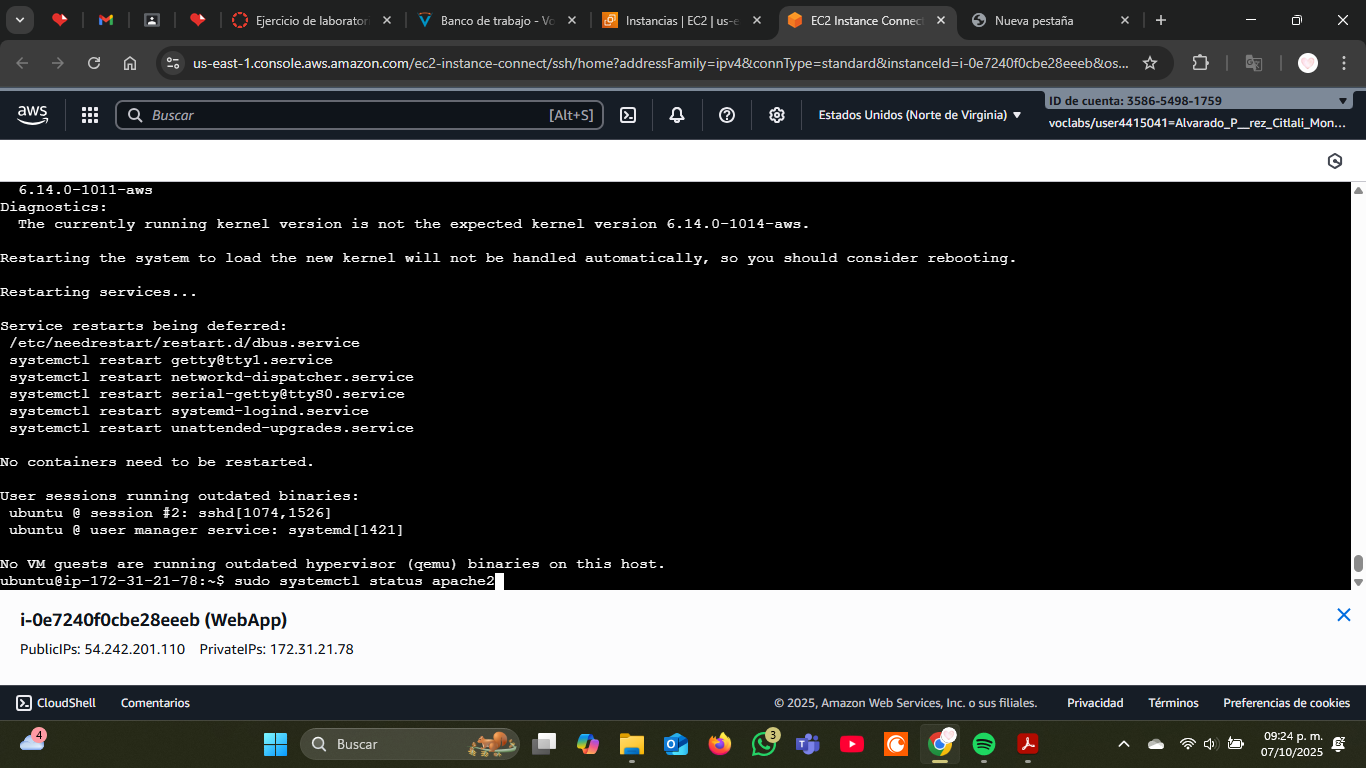 Ejercicio de laboratori
Banco de trabajo - Vo
Instancias | EC2 | us-e
EC2 Instance Connect
Nueva pestaña
us-east-1.console.aws.amazon.com/ec2-instance-connect/ssh/home?addressFamily=ipv4&connType=standard&instanceId=i-0e7240f0cbe28eeeb&os...
aws
Buscar
[Alt+S]
Estados Unidos (Norte de Virginia)
ID de cuenta: 3586-5498-1759
voclabs/user4415041=Alvarado_P__rez_Citlali_Mon...
6.14.0-1011-aws
Diagnostics:
The currently running kernel version is not the expected kernel version 6.14.0-1014-aws.
Restarting the system to load the new kernel will not be handled automatically, so you should consider rebooting.
Restarting services...
Service restarts being deferred:
/etc/needrestart/restart.d/dbus.service
systemctl restart getty@tty1.service
systemctl restart networkd-dispatcher.service
systemctl restart serial-getty@ttyS0.service
systemctl restart systemd-logind.service
systemctl restart unattended-upgrades.service
No containers need to be restarted.
User sessions running outdated binaries:
ubuntu @ session #2: sshd[1074,1526]
ubuntu @ user manager service: systemd[1421]
No VM guests are running outdated hypervisor (qemu) binaries on this host.
ubuntu@ip-172-31-21-78:~$ sudo systemctl status apache2
i-0e7240f0cbe28eeeb (WebApp)
PublicIPs: 54.242.201.110 PrivateIPs: 172.31.21.78
CloudShell
Comentarios
© 2025, Amazon Web Services, Inc. o sus filiales.
Privacidad
Términos
Preferencias de cookies
4
Buscar
3
09:24 p. m.
07/10/2025